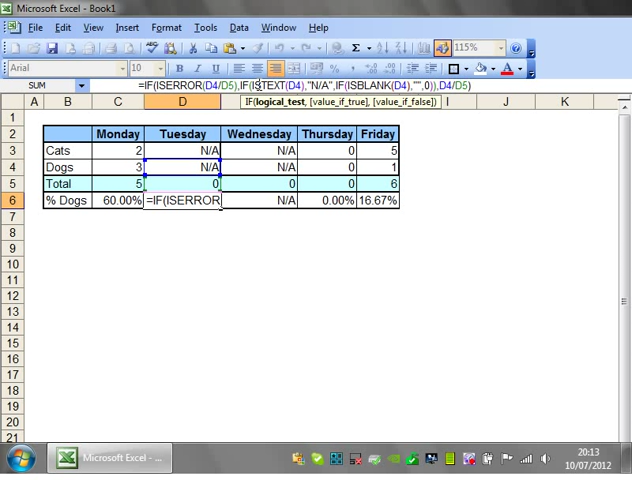 Microsoft Excel - Book1
File Edit View Insert Format Tools Data Window Help
Σ 115%
Arial 10 B I U % A
SUM =IF(ISERROR(D4/D5),IF(ISTEXT(D4),"N/A",IF(ISBLANK(D4),"",0)),D4/D5)
IF(logical_test, [value_if_true], [value_if_false])
A B C D I J K
1
2 Monday Tuesday Wednesday Thursday Friday
3 Cats 2 N/A N/A 0 5
4 Dogs 3 N/A N/A 0 1
5 Total 5 0 0 0 6
6 % Dogs 60.00% =IF(ISERROR N/A 0.00% 16.67%
7
8
9
10
11
12
13
14
15
16
17
18
19
20
21
Microsoft Excel - ...
20:13
10/07/2012